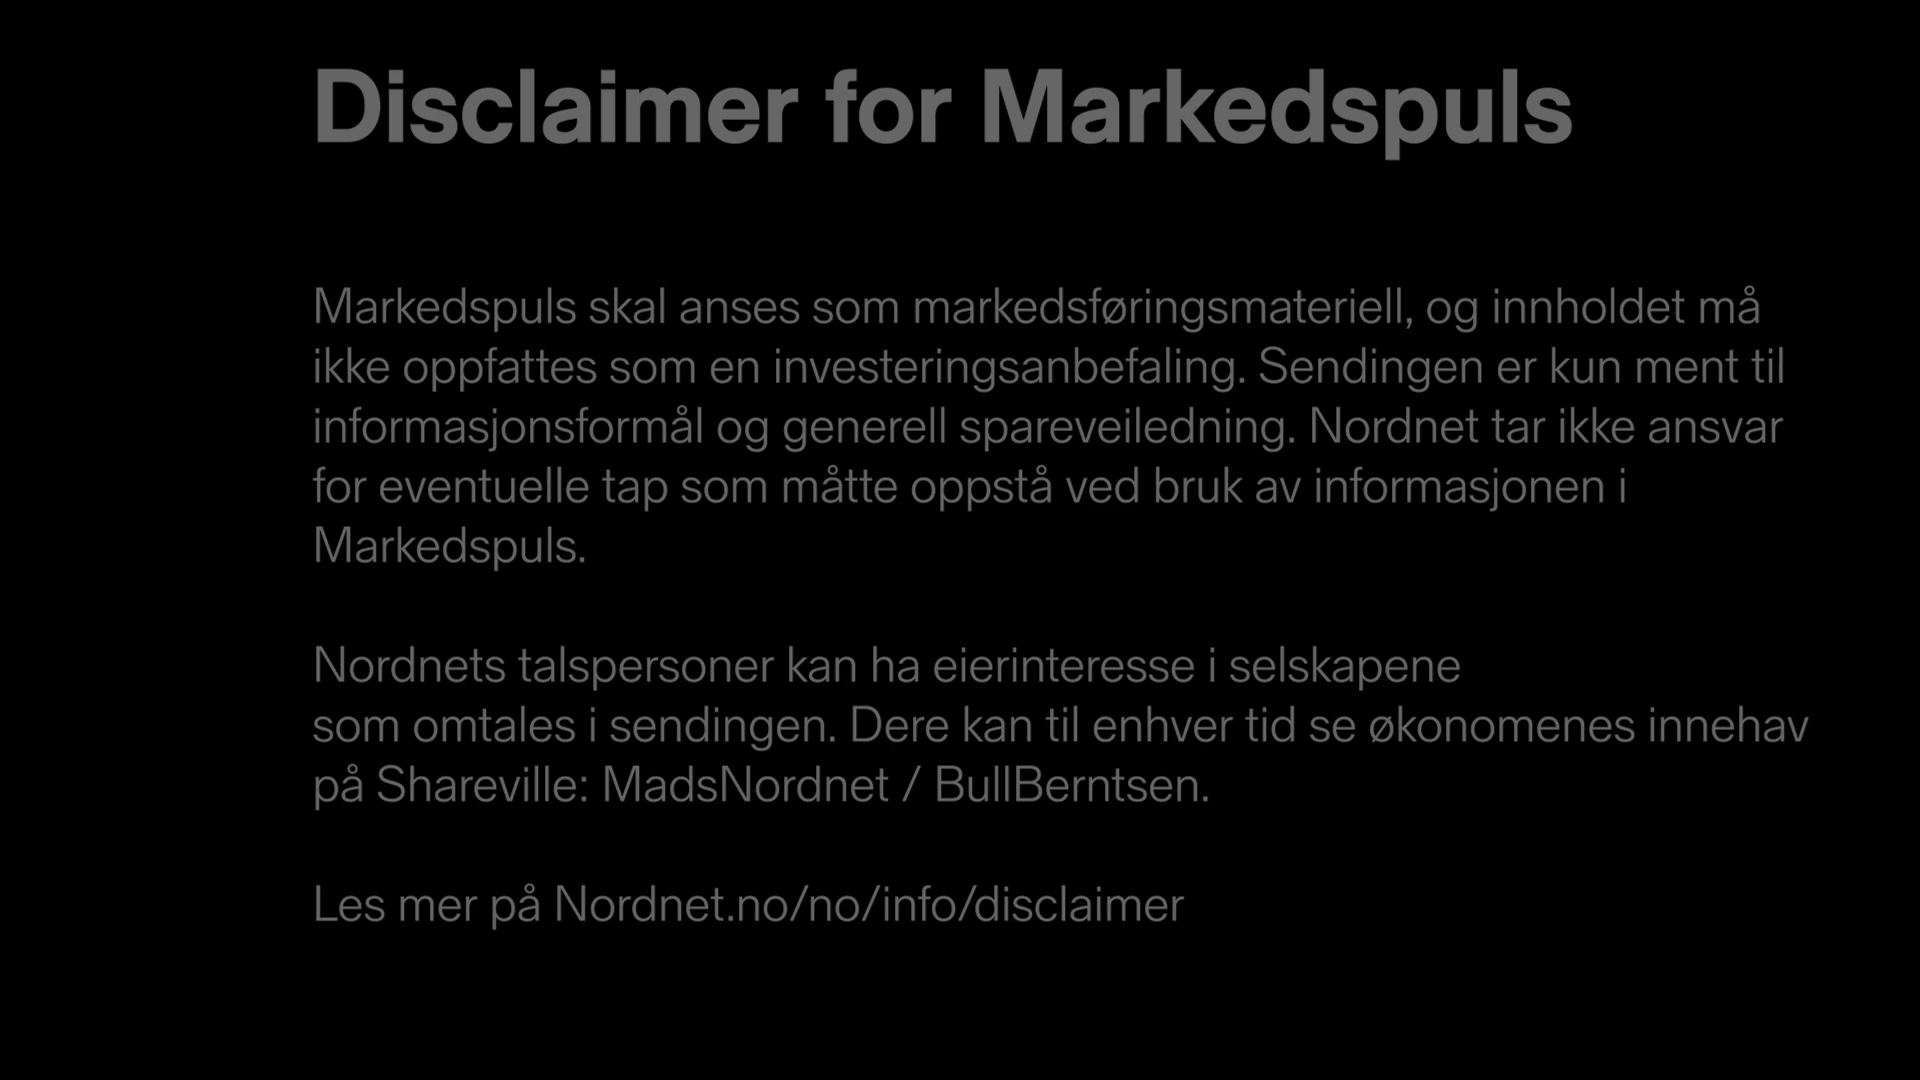 Disclaimer for Markedspuls
Markedspuls skal anses som markedsføringsmateriell, og innholdet må
ikke oppfattes som en investeringsanbefaling. Sendingen er kun ment til
informasjonsformål og generell spareveiledning. Nordnet tar ikke ansvar
for eventuelle tap som måtte oppstå ved bruk av informasjonen i
Markedspuls.
Nordnets talspersoner kan ha eierinteresse i selskapene
som omtales i sendingen. Dere kan til enhver tid se økonomenes innehav
på Shareville: MadsNordnet / BullBerntsen.
Les mer på Nordnet.no/no/info/disclaimer